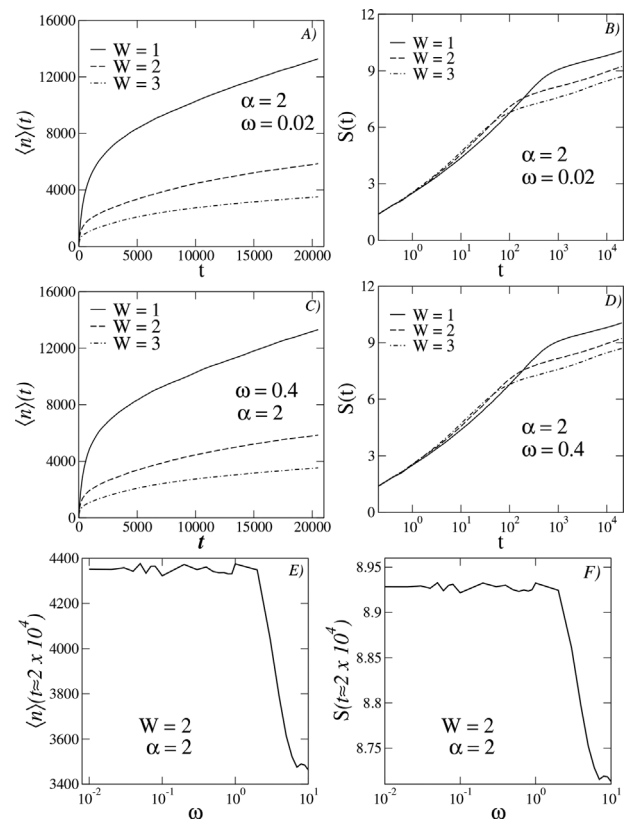 A)
W = 1
W = 2
W = 3
α = 2
ω = 0.02
16000
12000
8000
4000
0
0 5000 10000 15000 20000
t
⟨n⟩(t)
B)
W = 1
W = 2
W = 3
α = 2
ω = 0.02
12
9
6
3
0
10^0 10^1 10^2 10^3 10^4
t
S(t)
C)
W = 1
W = 2
W = 3
ω = 0.4
α = 2
16000
12000
8000
4000
0
0 5000 10000 15000 20000
t
⟨n⟩(t)
D)
W = 1
W = 2
W = 3
α = 2
ω = 0.4
12
9
6
3
0
10^0 10^1 10^2 10^3 10^4
t
S(t)
E)
W = 2
α = 2
4400
4200
4000
3800
3600
3400
10^-2 10^-1 10^0 10^1
ω
⟨n⟩(t≈2 x 10^4)
F)
W = 2
α = 2
8.95
8.9
8.85
8.8
8.75
10^-2 10^-1 10^0 10^1
ω
S(t≈2 x 10^4)